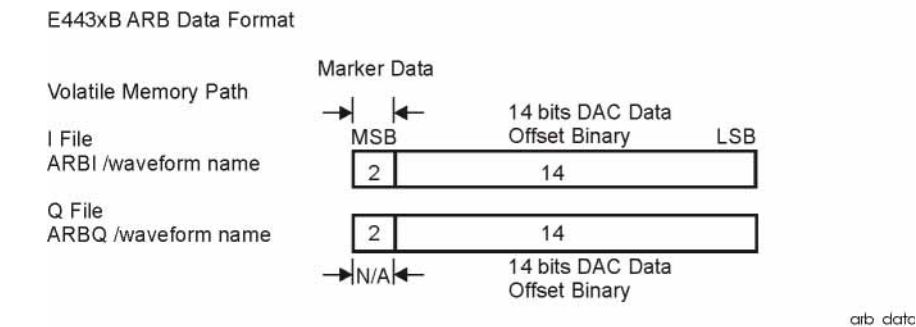 E443xB ARB Data Format
Marker Data
Volatile Memory Path
14 bits DAC Data
I File
MSB
Offset Binary
LSB
ARBI /waveform name
2
14
Q File
ARBQ /waveform name
2
14
N/A
14 bits DAC Data
Offset Binary
arb data